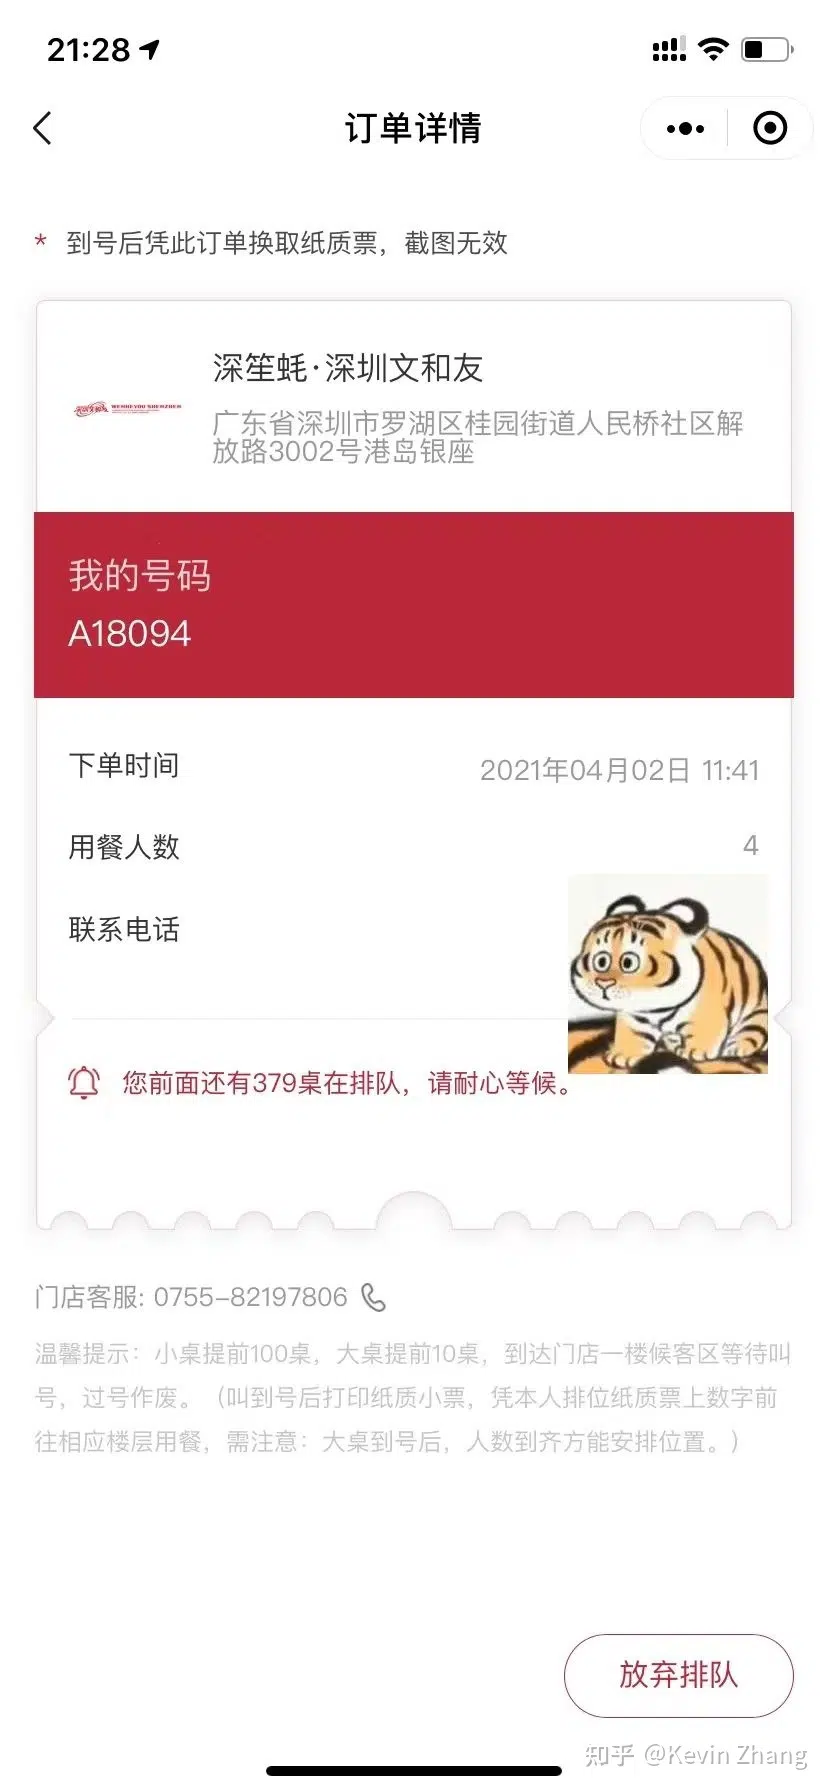 21:28
订单详情
* 到号后凭此订单换取纸质票，截图无效
深笙蚝·深圳文和友
广东省深圳市罗湖区桂园街道人民桥社区解
放路3002号港岛银座
我的号码
A18094
下单时间
2021年04月02日 11:41
用餐人数
4
联系电话
您前面还有379桌在排队，请耐心等候。
门店客服: 0755-82197806
温馨提示：小桌提前100桌，大桌提前10桌，到达门店一楼候客区等待叫
号，过号作废。（叫到号后打印纸质小票，凭本人排位纸质票上数字前
往相应楼层用餐，需注意：大桌到号后，人数到齐方能安排位置。）
放弃排队
知乎 @Kevin Zhang